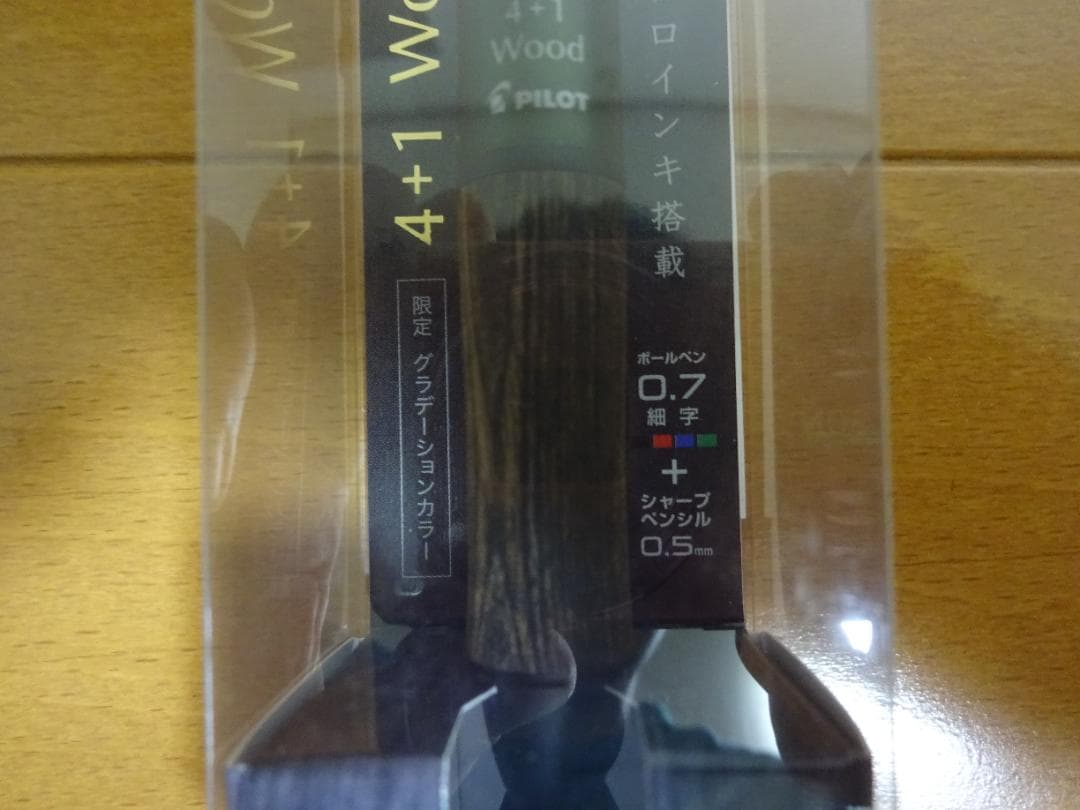 4+1
Wood
PILOT
4+1 Wo
限定 グラデーションカラー
ロインキ搭載
ボールペン
0.7
細字
+
シャープ
ペンシル
0.5mm